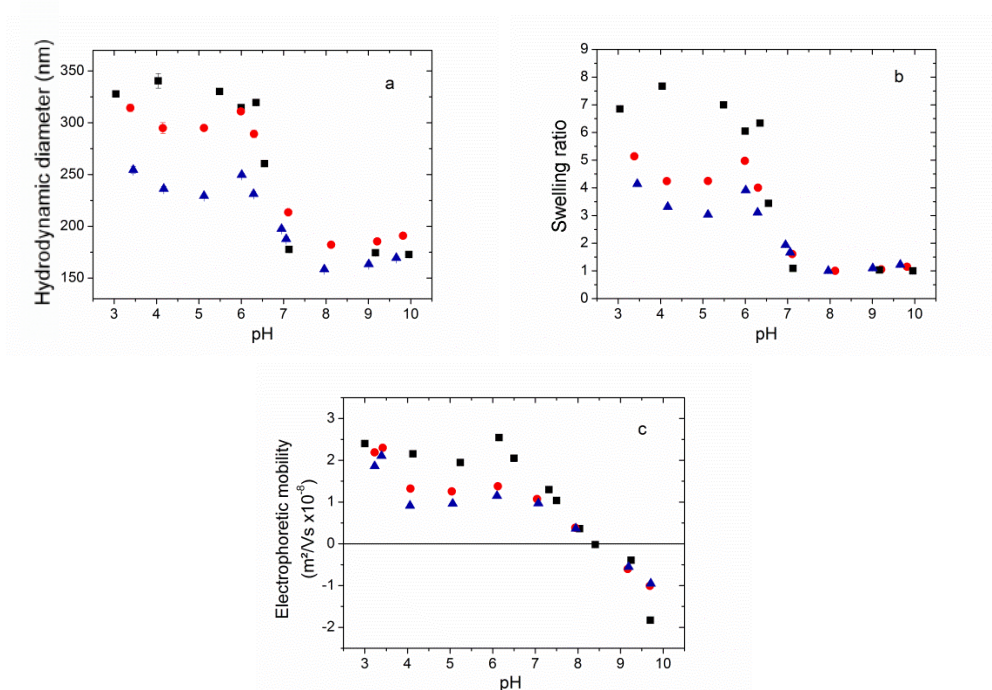 Hydrodynamic diameter (nm)
350
300
250
200
150
a
3 4 5 6 7 8 9 10
pH
Swelling ratio
9
8
7
6
5
4
3
2
1
0
b
3 4 5 6 7 8 9 10
pH
Electrophoretic mobility
(m²/Vs x10⁻⁸)
3
2
1
0
-1
-2
c
3 4 5 6 7 8 9 10
pH